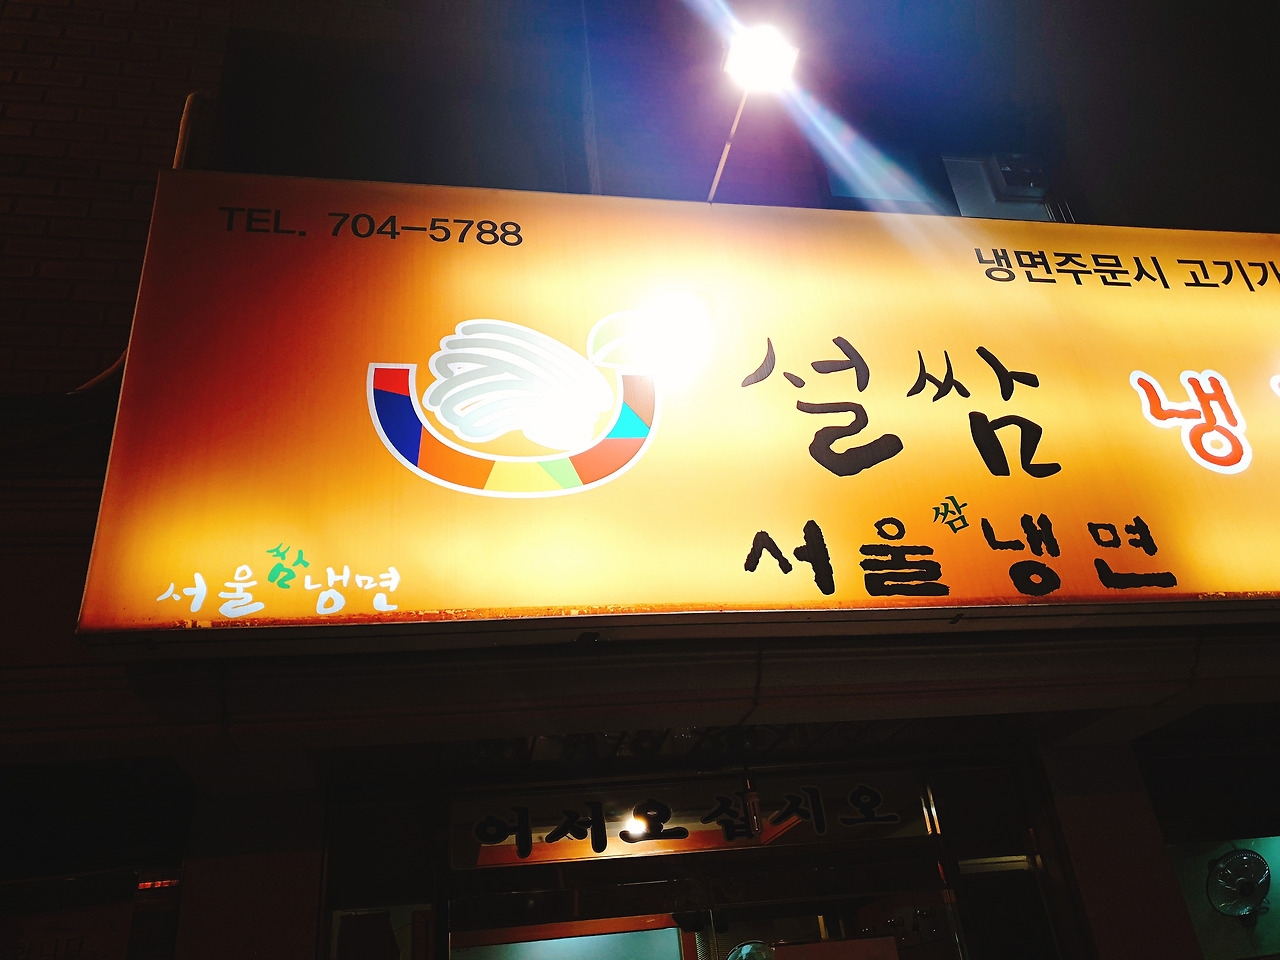 TEL. 704-5788
냉면주문시 고기가
설쌈 냉
서울쌈냉면
서울쌈냉면
어서오십시오